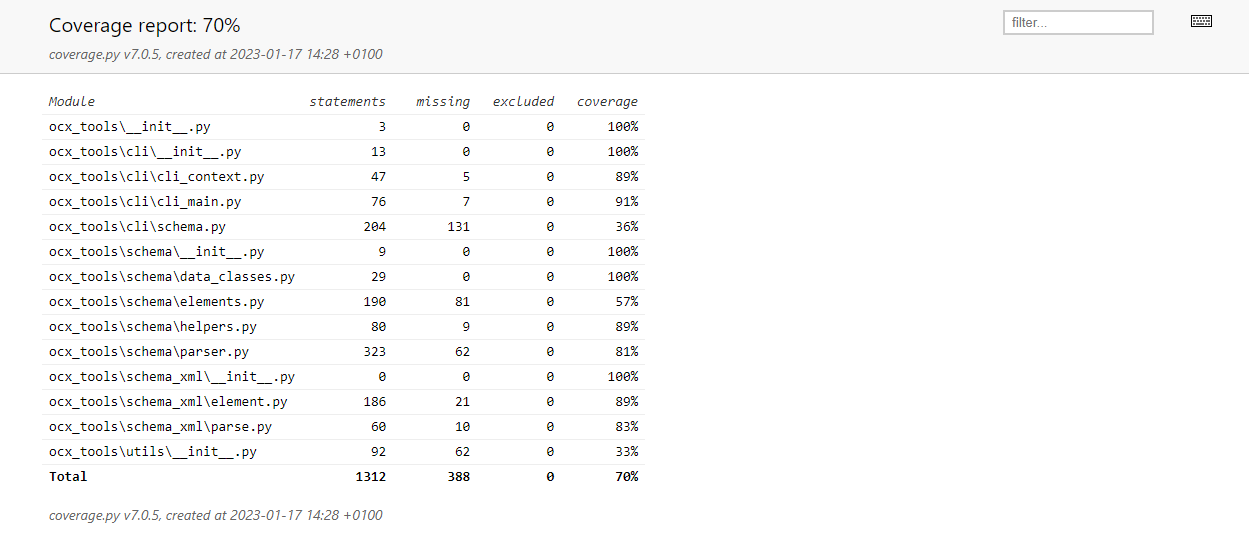 Coverage report: 70%
filter...
coverage.py v7.0.5, created at 2023-01-17 14:28 +0100
Module statements missing excluded coverage
ocx_tools\__init__.py 3 0 0 100%
ocx_tools\cli\__init__.py 13 0 0 100%
ocx_tools\cli\cli_context.py 47 5 0 89%
ocx_tools\cli\cli_main.py 76 7 0 91%
ocx_tools\cli\schema.py 204 131 0 36%
ocx_tools\schema\__init__.py 9 0 0 100%
ocx_tools\schema\data_classes.py 29 0 0 100%
ocx_tools\schema\elements.py 190 81 0 57%
ocx_tools\schema\helpers.py 80 9 0 89%
ocx_tools\schema\parser.py 323 62 0 81%
ocx_tools\schema_xml\__init__.py 0 0 0 100%
ocx_tools\schema_xml\element.py 186 21 0 89%
ocx_tools\schema_xml\parse.py 60 10 0 83%
ocx_tools\utils\__init__.py 92 62 0 33%
Total 1312 388 0 70%
coverage.py v7.0.5, created at 2023-01-17 14:28 +0100